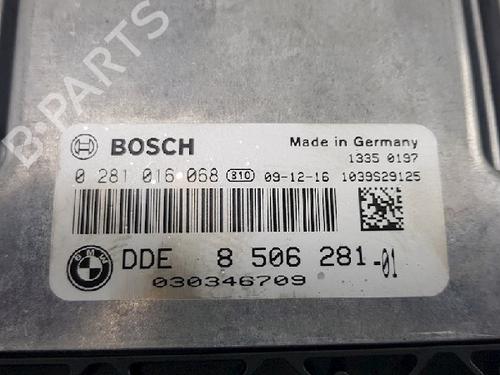 B-PARTS
BOSCH
Made in Germany
1335 0197
0 281 016 068 810 09-12-16 1039S29125
BMW DDE 8 506 281-01
030346709